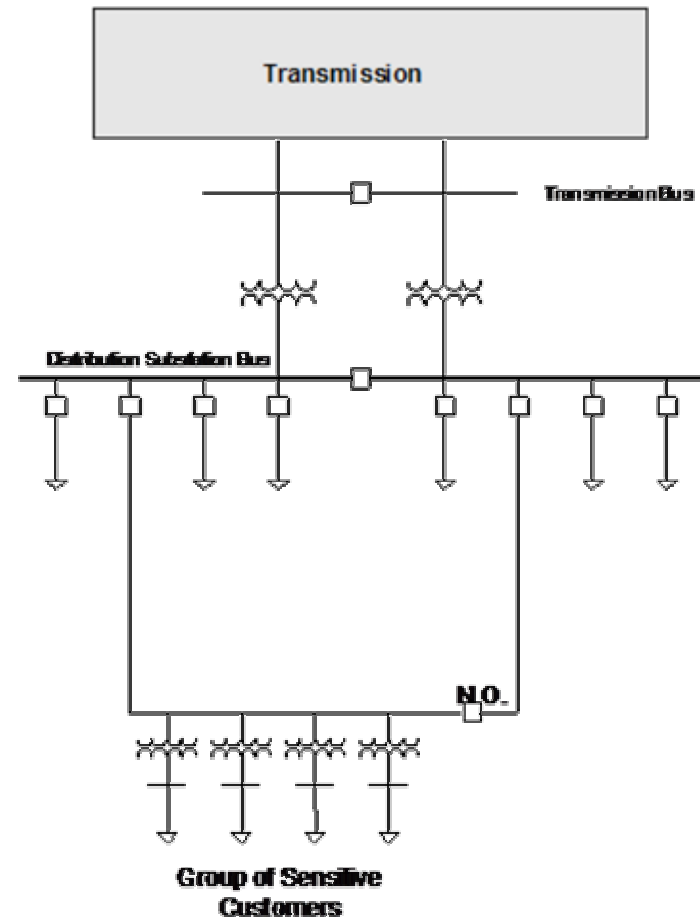 Transmission
Transmission Bus
Distribution Substation Bus
N.O.
Group of Sensitive
Customers